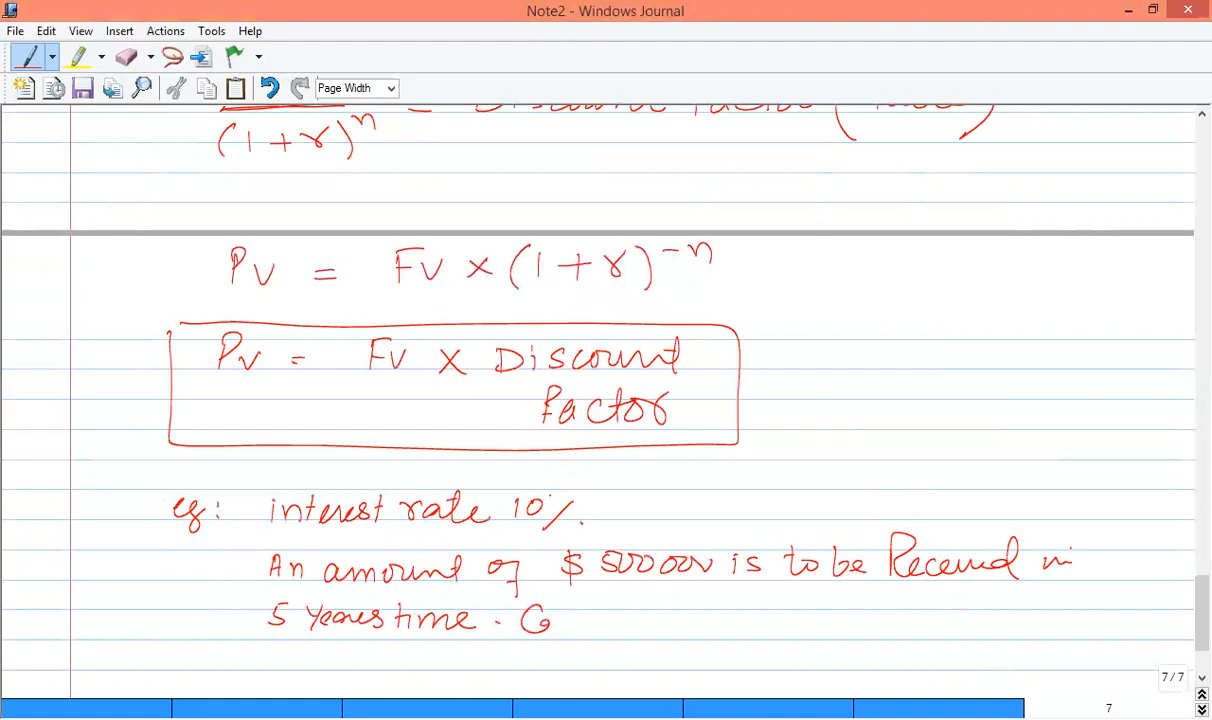 Note2 - Windows Journal
File Edit View Insert Actions Tools Help
Page Width
(1 + r)^n
PV = FV × (1 + r)^-n
PV = FV × Discount
Factor
eg: interest rate 10%.
An amount of $ 500000 is to be Received in
5 Years time. G
7 / 7
7